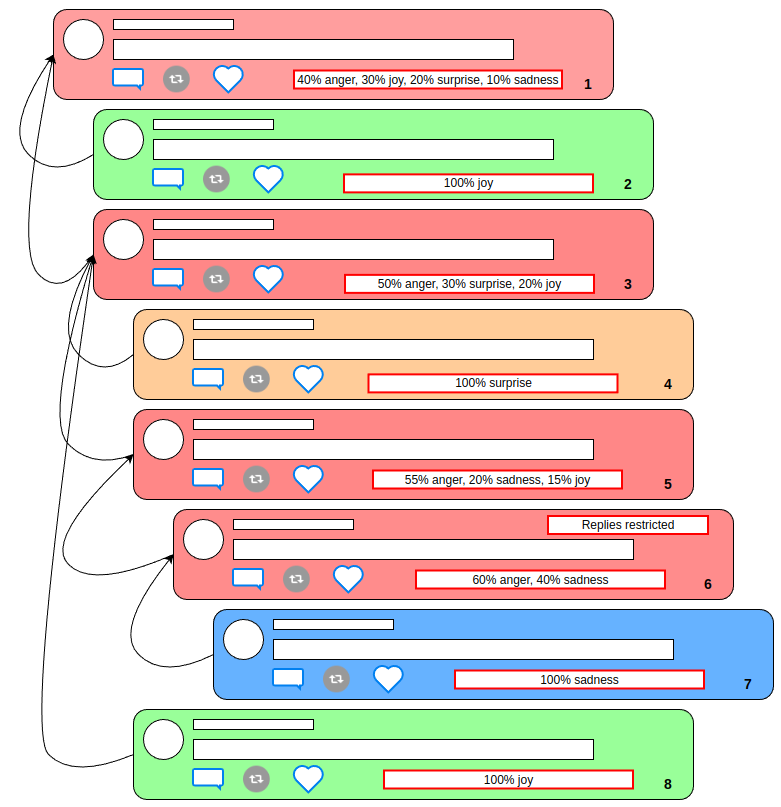 40% anger, 30% joy, 20% surprise, 10% sadness
1
100% joy
2
50% anger, 30% surprise, 20% joy
3
100% surprise
4
55% anger, 20% sadness, 15% joy
5
Replies restricted
60% anger, 40% sadness
6
100% sadness
7
100% joy
8